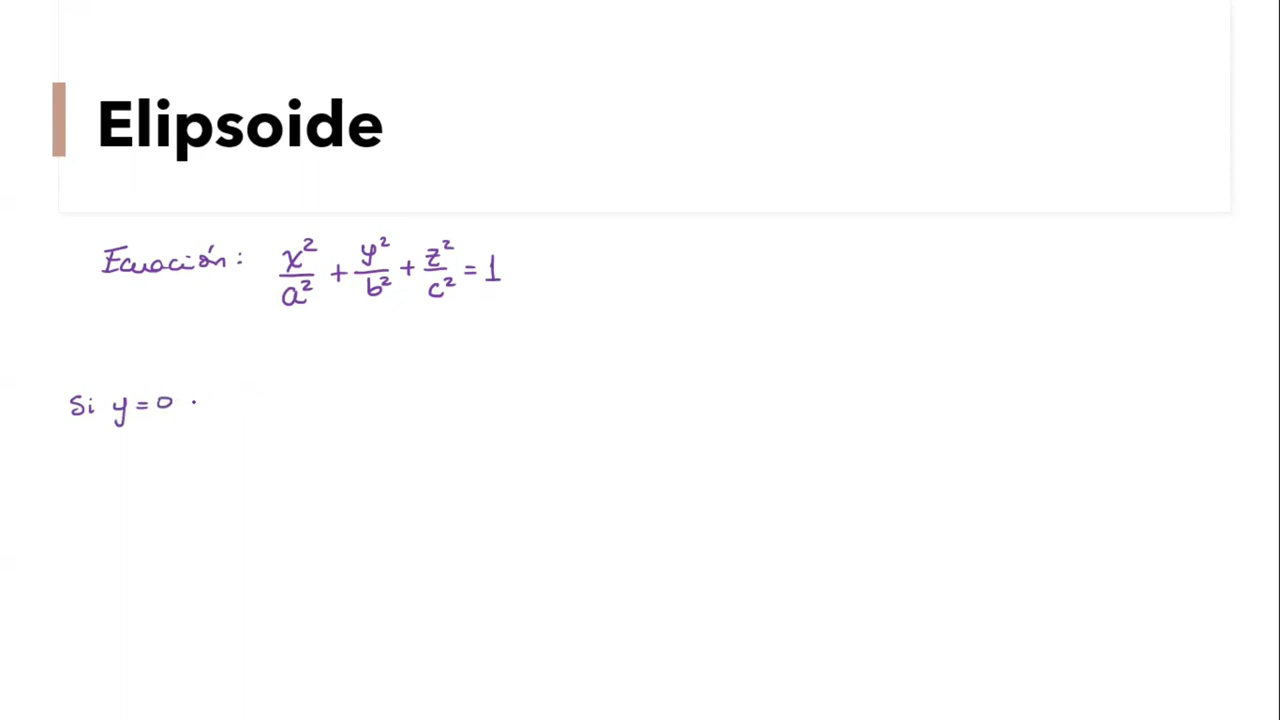 Elipsoide
Ecuación: x²/a² + y²/b² + z²/c² = 1
Si y = 0 .